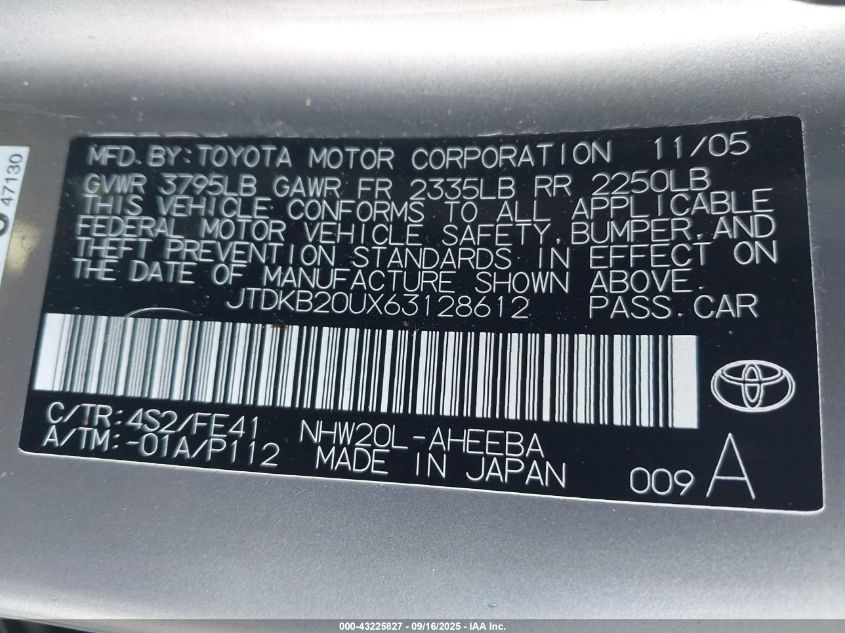 47130
MFD.BY:TOYOTA MOTOR CORPORATION 11/05
GVWR 3795LB GAWR FR 2335LB RR 2250LB
THIS VEHICLE CONFORMS TO ALL APPLICABLE
FEDERAL MOTOR VEHICLE SAFETY,BUMPER,AND
THEFT PREVENTION STANDARDS IN EFFECT ON
THE DATE OF MANUFACTURE SHOWN ABOVE.
JTDKB20UX63128612 PASS.CAR
C/TR:4S2/FE41 NHW20L-AHEEBA
A/TM:-01A/P112 MADE IN JAPAN 009 A
000-43225827 - 09/16/2025 - IAA Inc.